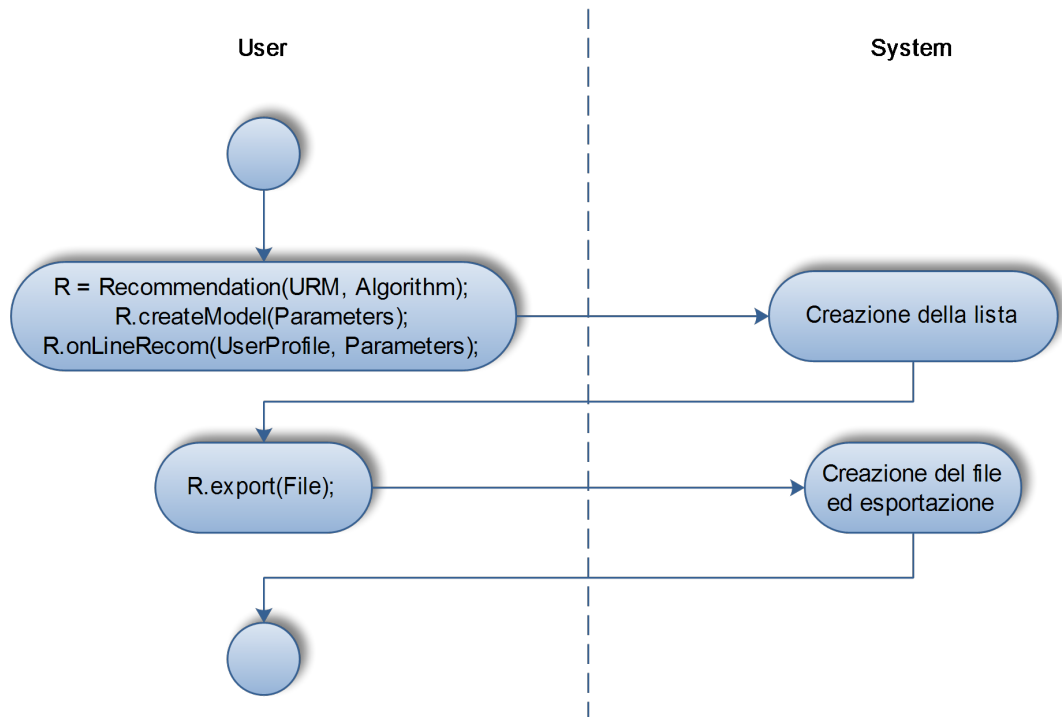 User
System
R = Recommendation(URM, Algorithm);
R.createModel(Parameters);
R.onLineRecom(UserProfile, Parameters);
Creazione della lista
R.export(File);
Creazione del file
ed esportazione